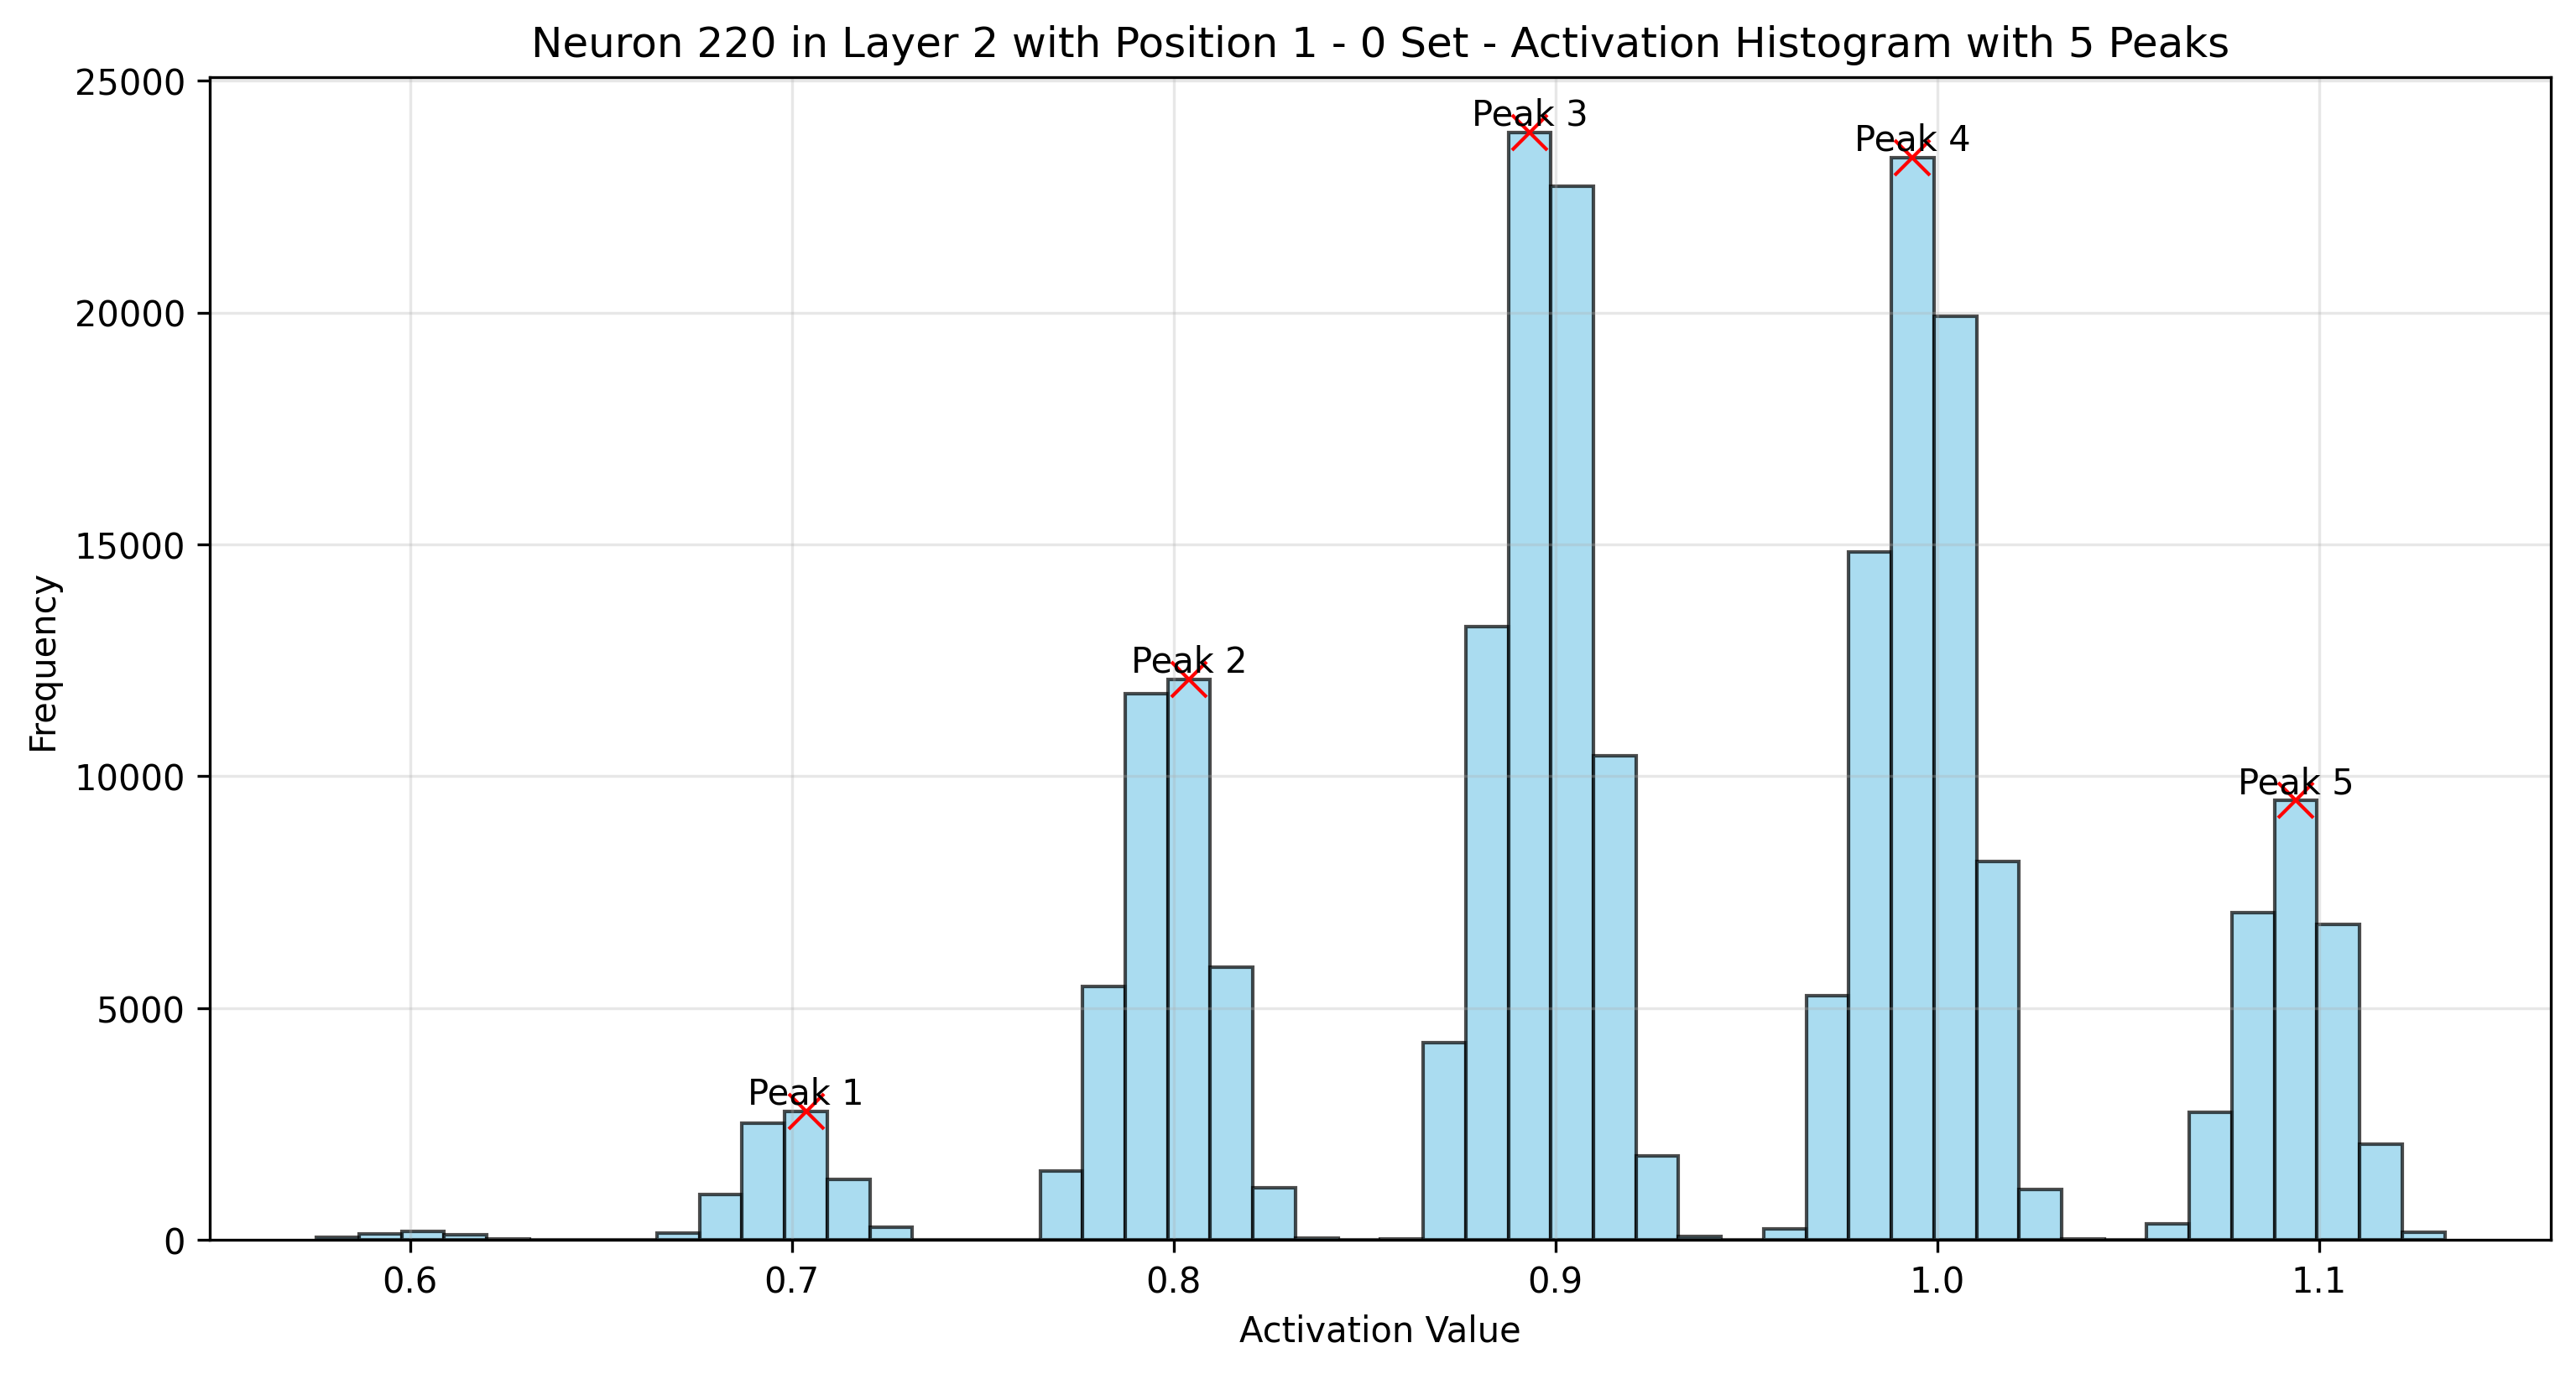 Neuron 220 in Layer 2 with Position 1 - 0 Set - Activation Histogram with 5 Peaks
25000
20000
15000
10000
5000
0
Frequency
Peak 1
Peak 2
Peak 3
Peak 4
Peak 5
0.6 0.7 0.8 0.9 1.0 1.1
Activation Value